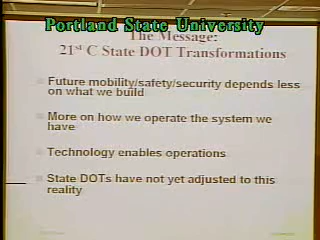 Portland State University
The Message:
21st C State DOT Transformations
Future mobility/safety/security depends less
on what we build
More on how we operate the system we
have
Technology enables operations
State DOTs have not yet adjusted to this
reality